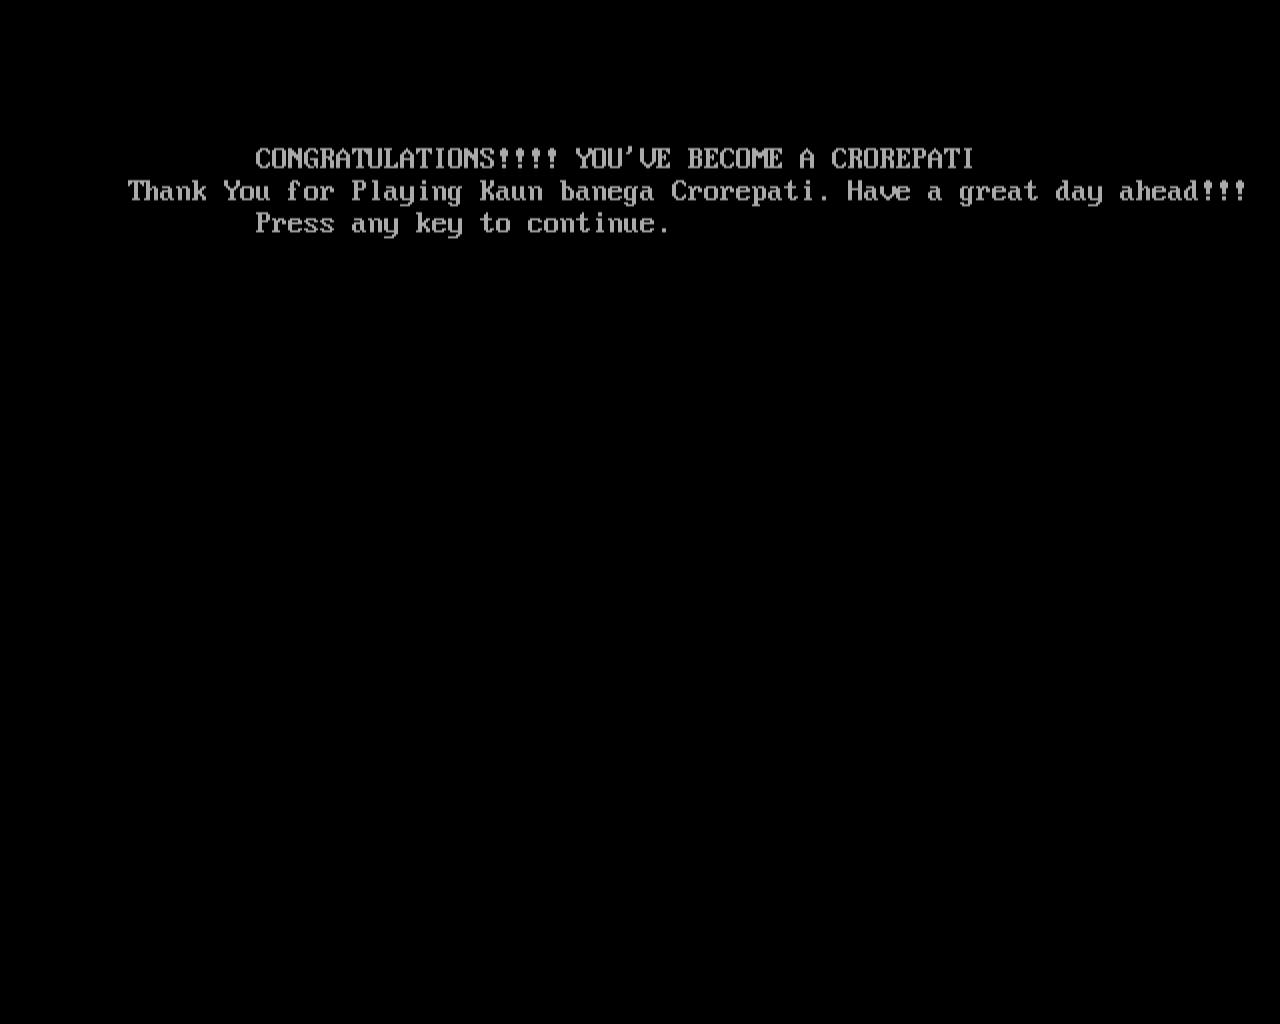 CONGRATULATIONS!!!! YOU'VE BECOME A CROREPATI
Thank You for Playing Kaun banega Crorepati. Have a great day ahead!!!
Press any key to continue.